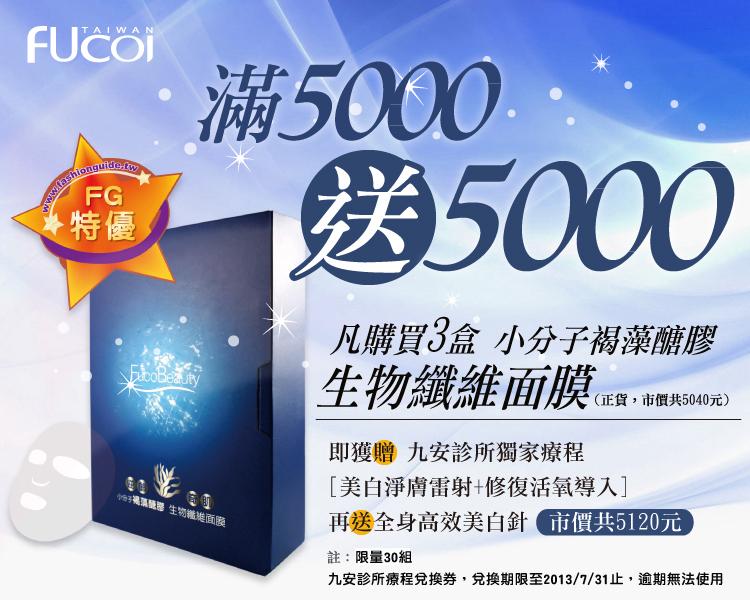 TAIWAN
FUCOI
滿5000
送5000
www.fashionguide.tw
FG
特優
凡購買3盒 小分子褐藻醣膠
生物纖維面膜(正貨,市價共5040元)
即獲贈 九安診所獨家療程
[美白淨膚雷射+修復活氧導入]
再送全身高效美白針 市價共5120元
註:限量30組
九安診所療程兌換券,兌換期限至2013/7/31止,逾期無法使用
FucoBeauty
小分子褐藻醣膠 生物纖維面膜